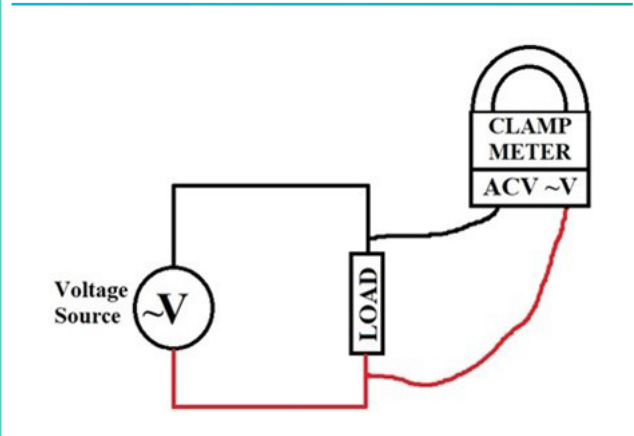 CLAMP
METER
ACV ~V
Voltage
Source
~V
LOAD